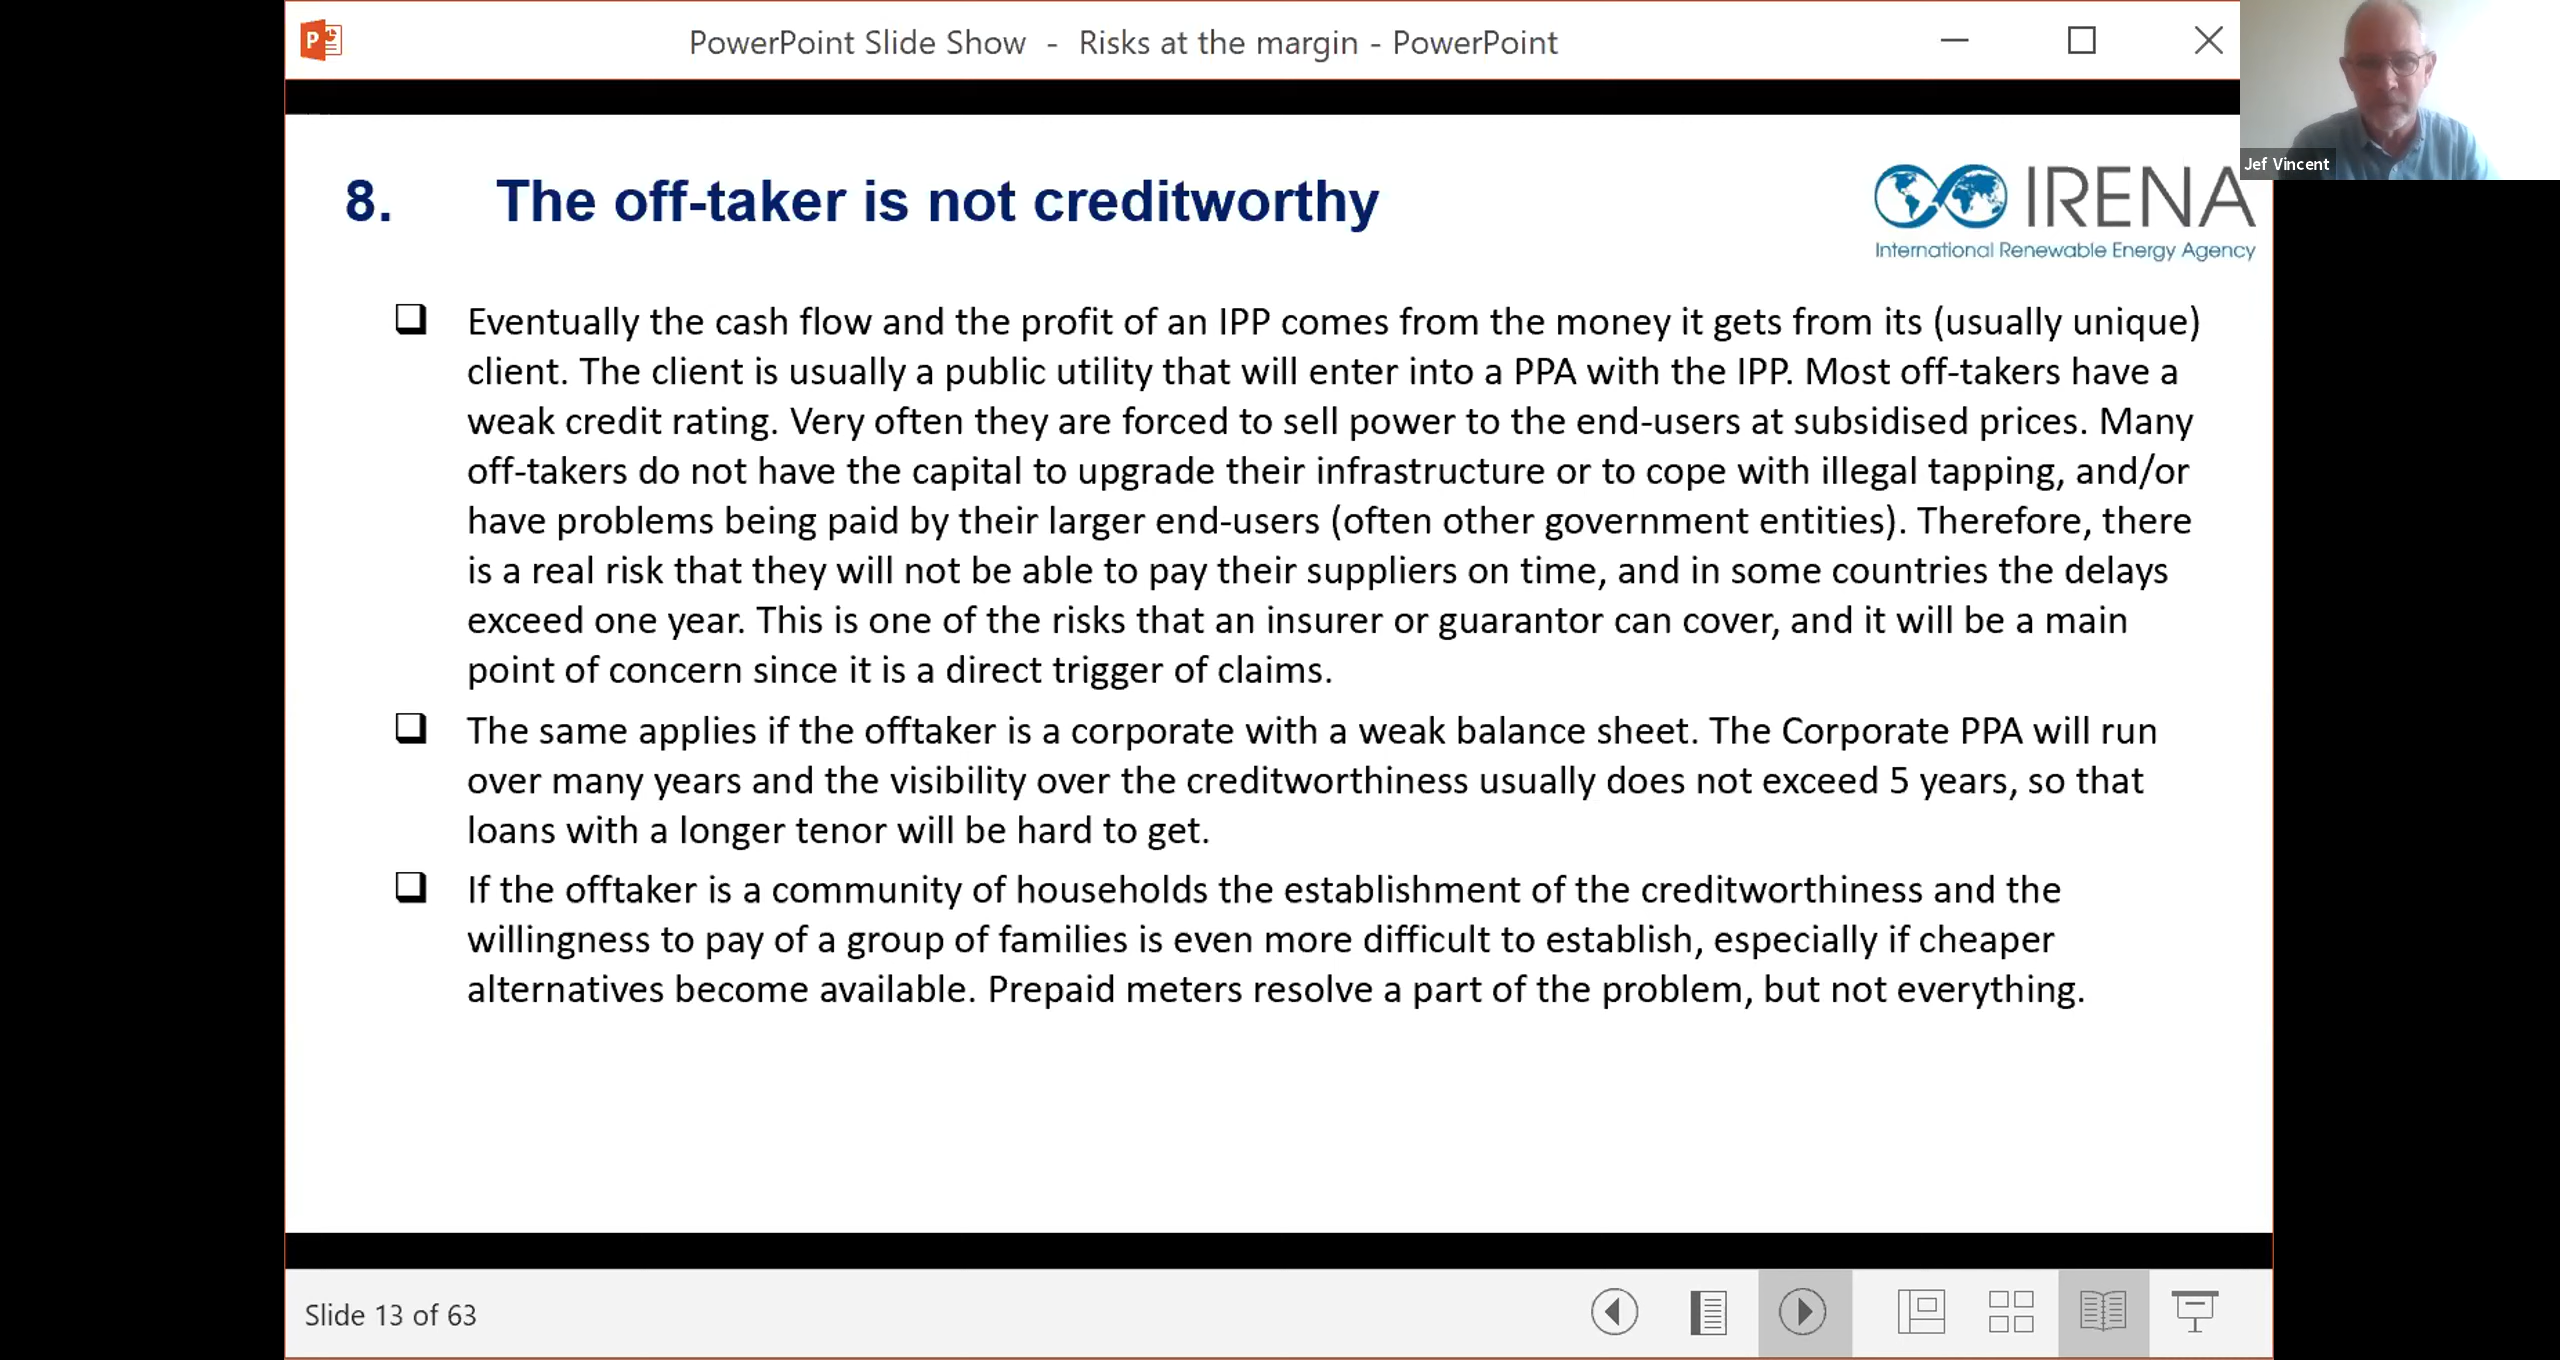 PowerPoint Slide Show - Risks at the margin - PowerPoint
Jef Vincent
8. The off-taker is not creditworthy
IRENA
International Renewable Energy Agency
Eventually the cash flow and the profit of an IPP comes from the money it gets from its (usually unique)
client. The client is usually a public utility that will enter into a PPA with the IPP. Most off-takers have a
weak credit rating. Very often they are forced to sell power to the end-users at subsidised prices. Many
off-takers do not have the capital to upgrade their infrastructure or to cope with illegal tapping, and/or
have problems being paid by their larger end-users (often other government entities). Therefore, there
is a real risk that they will not be able to pay their suppliers on time, and in some countries the delays
exceed one year. This is one of the risks that an insurer or guarantor can cover, and it will be a main
point of concern since it is a direct trigger of claims.
The same applies if the offtaker is a corporate with a weak balance sheet. The Corporate PPA will run
over many years and the visibility over the creditworthiness usually does not exceed 5 years, so that
loans with a longer tenor will be hard to get.
If the offtaker is a community of households the establishment of the creditworthiness and the
willingness to pay of a group of families is even more difficult to establish, especially if cheaper
alternatives become available. Prepaid meters resolve a part of the problem, but not everything.
Slide 13 of 63